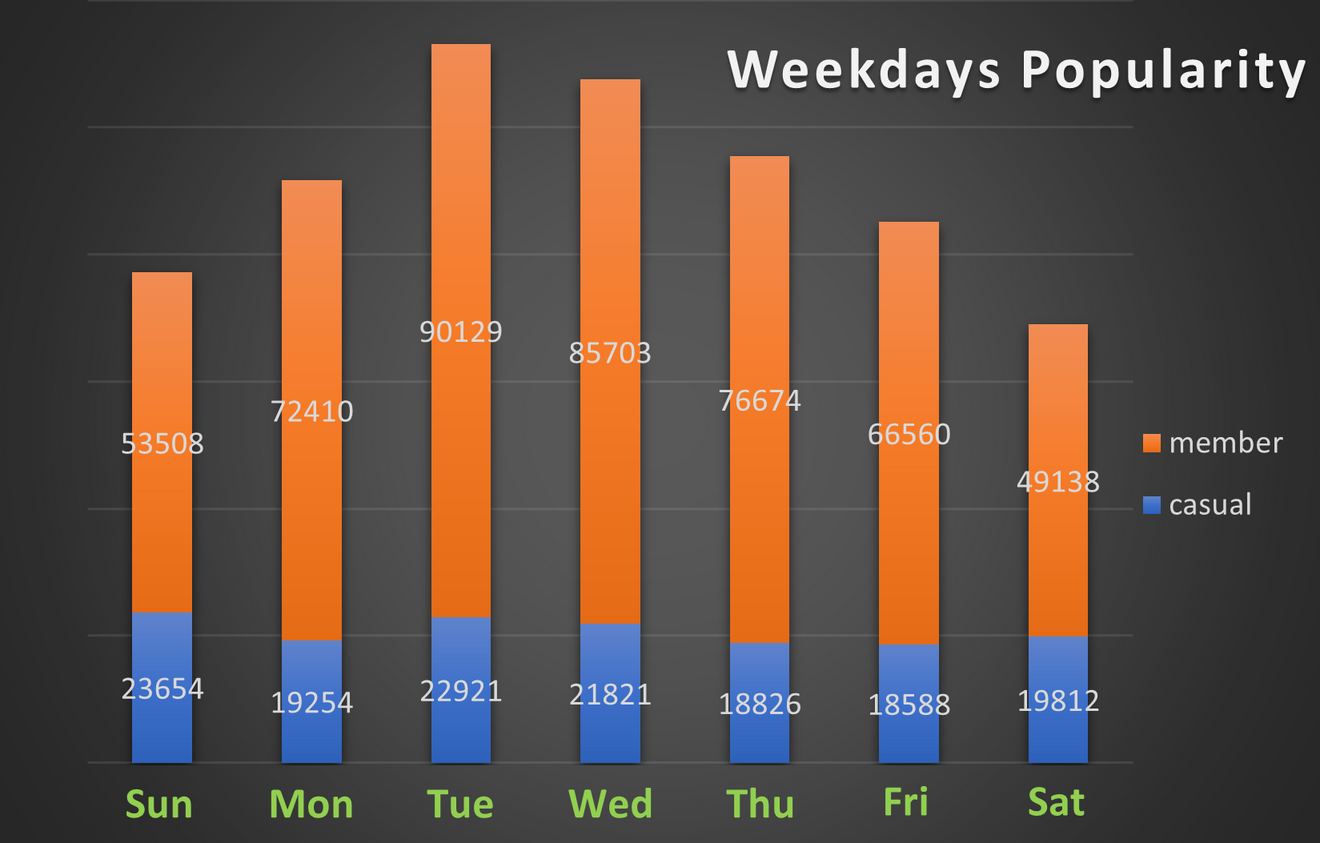 Weekdays Popularity
90129
85703
76674
72410
66560
53508
49138
member
casual
23654
19254
22921
21821
18826
18588
19812
Sun
Mon
Tue
Wed
Thu
Fri
Sat